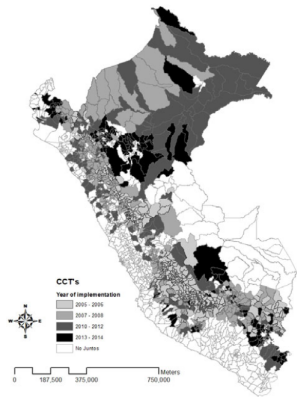 CCT's
Year of implementation
2005 - 2006
2007 - 2009
2010 - 2012
2013 - 2014
No Juntos
N
W E
S
Meters
0 187,500 375,000 750,000